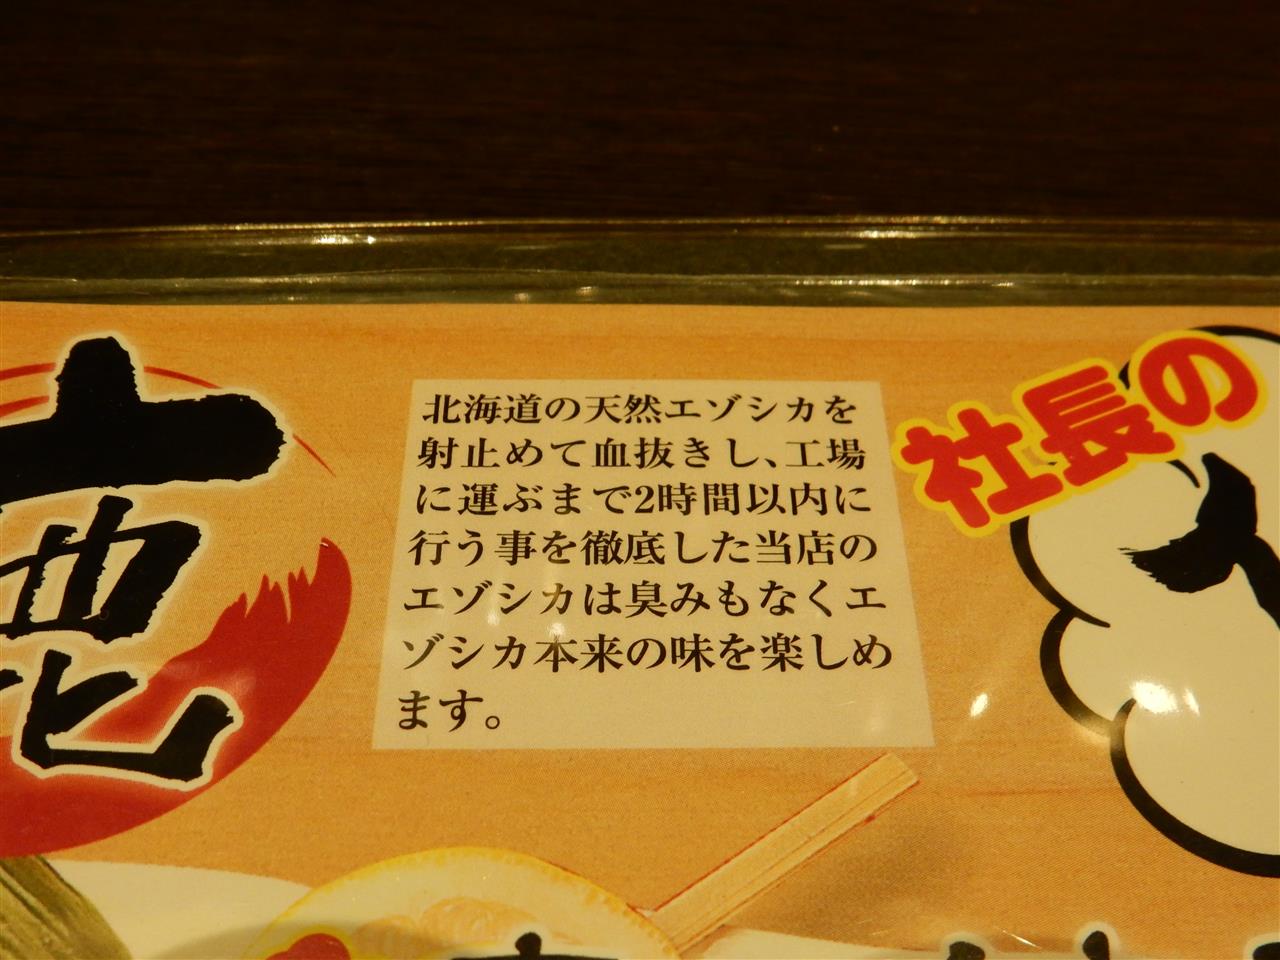 北海道の天然エゾシカを
射止めて血抜きし、工場
に運ぶまで2時間以内に
行う事を徹底した当店の
エゾシカは臭みもなくエ
ゾシカ本来の味を楽しめ
ます。
社長の